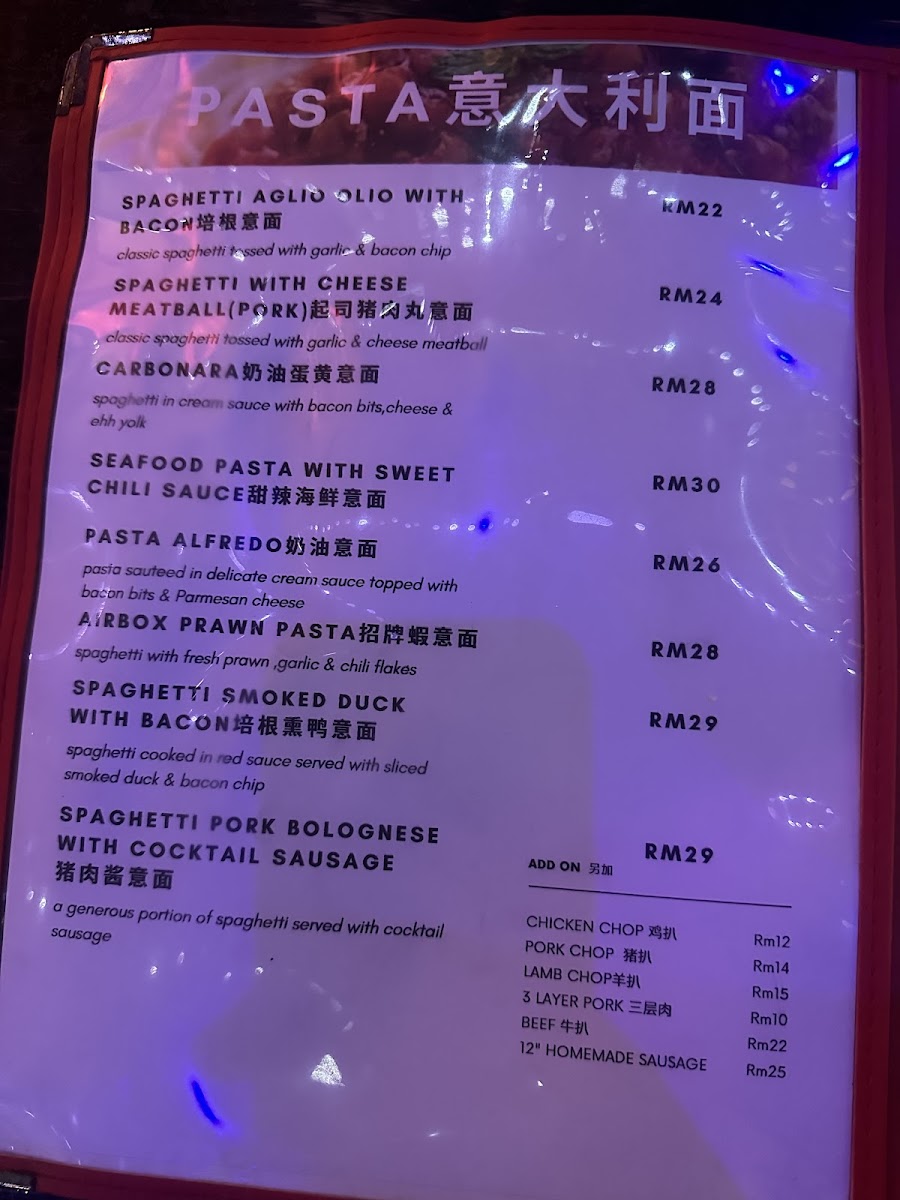 PASTA意大利面
SPAGHETTI AGLIO OLIO WITH
BACON培根意面
RM22
classic spaghetti tossed with garlic & bacon chip
SPAGHETTI WITH CHEESE
MEATBALL(PORK)起司猪肉丸意面
RM24
classic spaghetti tossed with garlic & cheese meatball
CARBONARA奶油蛋黄意面
RM28
spaghetti in cream sauce with bacon bits,cheese &
ehh yolk
SEAFOOD PASTA WITH SWEET
CHILI SAUCE甜辣海鲜意面
RM30
PASTA ALFREDO奶油意面
RM26
pasta sauteed in delicate cream sauce topped with
bacon bits & Parmesan cheese
AIRBOX PRAWN PASTA招牌蝦意面
RM28
spaghetti with fresh prawn ,garlic & chili flakes
SPAGHETTI SMOKED DUCK
WITH BACON培根熏鸭意面
RM29
spaghetti cooked in red sauce served with sliced
smoked duck & bacon chip
SPAGHETTI PORK BOLOGNESE
WITH COCKTAIL SAUSAGE
猪肉酱意面
RM29
a generous portion of spaghetti served with cocktail
sausage
ADD ON 另加
CHICKEN CHOP 鸡扒 Rm12
PORK CHOP 猪扒 Rm14
LAMB CHOP羊扒 Rm15
3 LAYER PORK 三层肉 Rm10
BEEF 牛扒 Rm22
12" HOMEMADE SAUSAGE Rm25